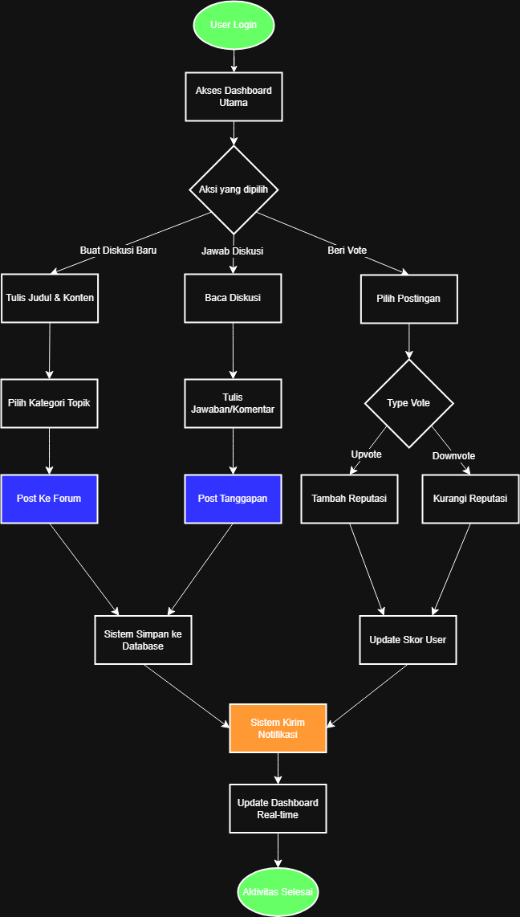 User Login
Akses Dashboard
Utama
Aksi yang dipilih
Buat Diskusi Baru
Jawab Diskusi
Beri Vote
Tulis Judul & Konten
Baca Diskusi
Pilih Postingan
Pilih Kategori Topik
Tulis
Jawaban/Komentar
Type Vote
Upvote
Downvote
Post Ke Forum
Post Tanggapan
Tambah Reputasi
Kurangi Reputasi
Sistem Simpan ke
Database
Update Skor User
Sistem Kirim
Notifikasi
Update Dashboard
Real-time
Aktivitas Selesai